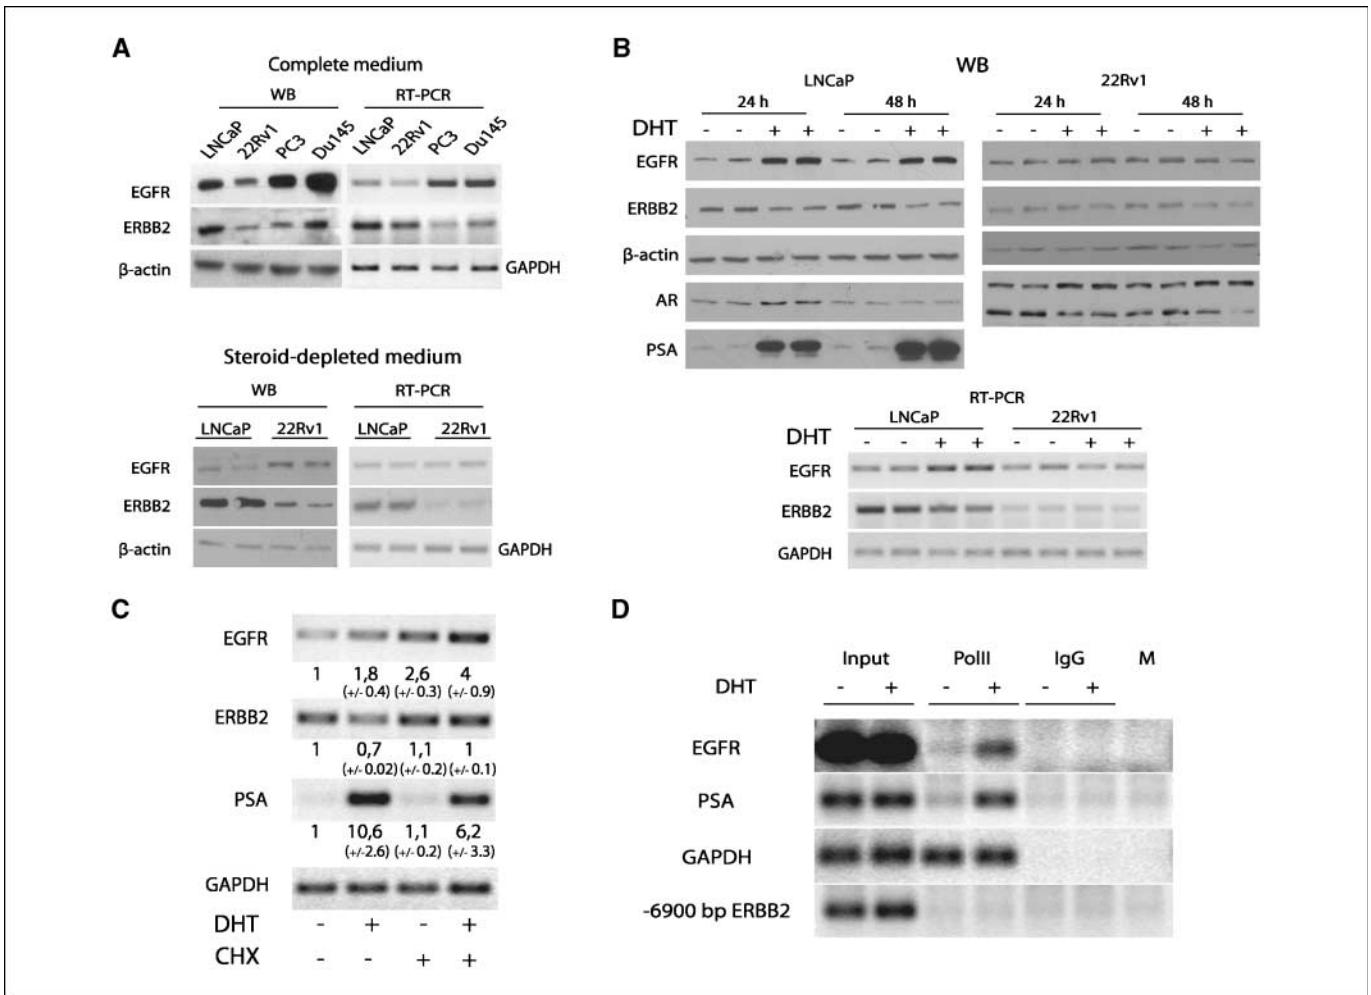 A
Complete medium
WB RT-PCR
LNCaP 22Rv1 PC3 Du145 LNCaP 22Rv1 PC3 Du145
EGFR
ERBB2
β-actin GAPDH
Steroid-depleted medium
WB RT-PCR
LNCaP 22Rv1 LNCaP 22Rv1
EGFR
ERBB2
β-actin GAPDH
B
WB
LNCaP 22Rv1
24 h 48 h 24 h 48 h
DHT - - + + - - + + - - + + - - + +
EGFR
ERBB2
β-actin
AR
PSA
RT-PCR
LNCaP 22Rv1
DHT - - + + - - + +
EGFR
ERBB2
GAPDH
C
EGFR
1 1,8 2,6 4
(+/- 0.4) (+/- 0.3) (+/- 0.9)
ERBB2
1 0,7 1,1 1
(+/- 0.02) (+/- 0.2) (+/- 0.1)
PSA
1 10,6 1,1 6,2
(+/-2.6) (+/- 0.2) (+/- 3.3)
GAPDH
DHT - + - +
CHX - - + +
D
Input PolII IgG M
DHT - + - + - +
EGFR
PSA
GAPDH
-6900 bp ERBB2